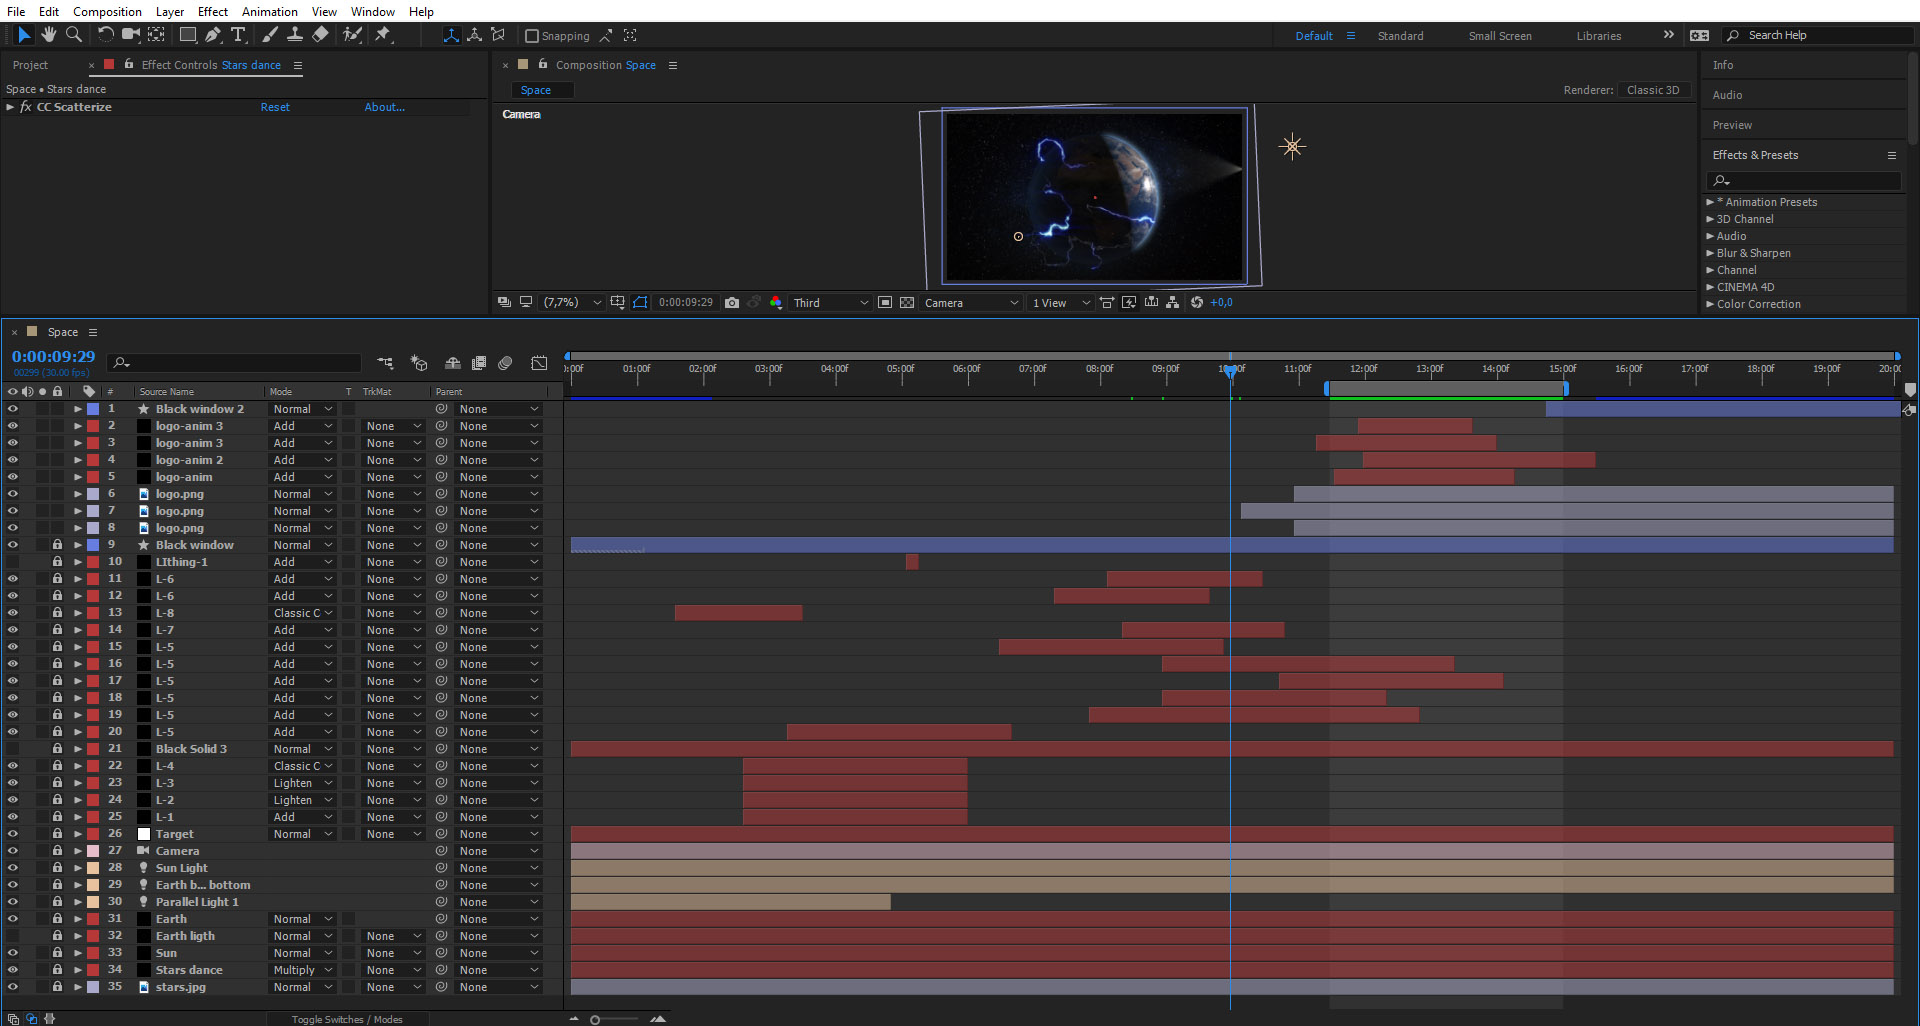 File Edit Composition Layer Effect Animation View Window Help
Snapping
Default Standard Small Screen Libraries
Search Help
Project
Effect Controls Stars dance
Space • Stars dance
fx CC Scatterize Reset About...
Composition Space
Space
Renderer: Classic 3D
Camera
(7,7%) 0:00:09:29 Third Camera 1 View +0,0
Info
Audio
Preview
Effects & Presets
* Animation Presets
3D Channel
Audio
Blur & Sharpen
Channel
CINEMA 4D
Color Correction
Space
0:00:09:29
00299 (30.00 fps)
):00f 01:00f 02:00f 03:00f 04:00f 05:00f 06:00f 07:00f 08:00f 09:00f 10:00f 11:00f 12:00f 13:00f 14:00f 15:00f 16:00f 17:00f 18:00f 19:00f 20:00
# Source Name Mode T TrkMat Parent
1 Black window 2 Normal None
2 logo-anim 3 Add None None
3 logo-anim 3 Add None None
4 logo-anim 2 Add None None
5 logo-anim Add None None
6 logo.png Normal None None
7 logo.png Normal None None
8 logo.png Normal None None
9 Black window Normal None None
10 LIthing-1 Add None None
11 L-6 Add None None
12 L-6 Add None None
13 L-8 Classic C None None
14 L-7 Add None None
15 L-5 Add None None
16 L-5 Add None None
17 L-5 Add None None
18 L-5 Add None None
19 L-5 Add None None
20 L-5 Add None None
21 Black Solid 3 Normal None None
22 L-4 Classic C None None
23 L-3 Lighten None None
24 L-2 Lighten None None
25 L-1 Add None None
26 Target Normal None None
27 Camera None
28 Sun Light None
29 Earth b... bottom None
30 Parallel Light 1 None
31 Earth Normal None
32 Earth ligth Normal None None
33 Sun Normal None None
34 Stars dance Multiply None None
35 stars.jpg Normal None None
Toggle Switches / Modes